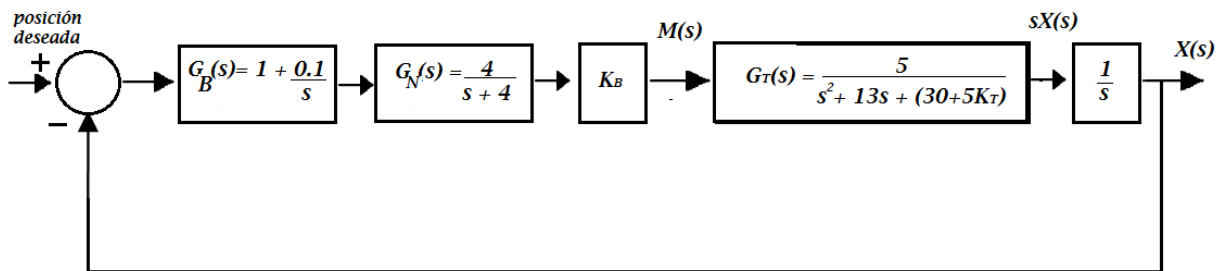 posición
deseada
+
−
G_B(s) = 1 + 0.1/s
G_N(s) = 4/(s + 4)
K_B
M(s)
G_T(s) = 5/(s² + 13s + (30+5K_T))
sX(s)
1/s
X(s)